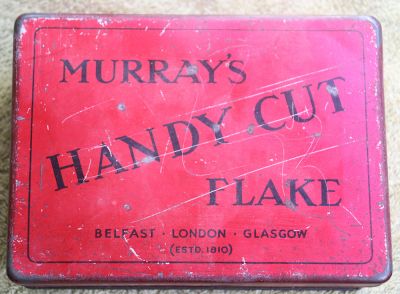 MURRAY'S
HANDY CUT
FLAKE
BELFAST · LONDON · GLASGOW
(ESTD. 1810)